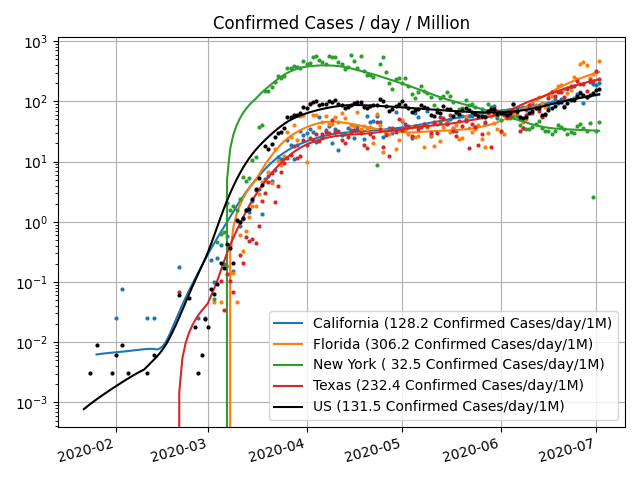 Confirmed Cases / day / Million
10³
10²
10¹
10⁰
10⁻¹
10⁻²
10⁻³
California (128.2 Confirmed Cases/day/1M)
Florida (306.2 Confirmed Cases/day/1M)
New York ( 32.5 Confirmed Cases/day/1M)
Texas (232.4 Confirmed Cases/day/1M)
US (131.5 Confirmed Cases/day/1M)
2020-02 2020-03 2020-04 2020-05 2020-06 2020-07